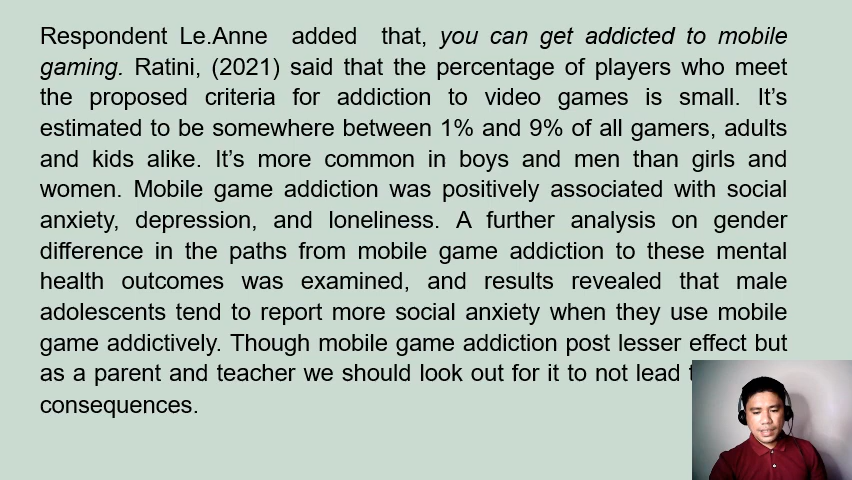 Respondent Le.Anne added that, you can get addicted to mobile
gaming. Ratini, (2021) said that the percentage of players who meet
the proposed criteria for addiction to video games is small. It’s
estimated to be somewhere between 1% and 9% of all gamers, adults
and kids alike. It’s more common in boys and men than girls and
women. Mobile game addiction was positively associated with social
anxiety, depression, and loneliness. A further analysis on gender
difference in the paths from mobile game addiction to these mental
health outcomes was examined, and results revealed that male
adolescents tend to report more social anxiety when they use mobile
game addictively. Though mobile game addiction post lesser effect but
as a parent and teacher we should look out for it to not lead
consequences.